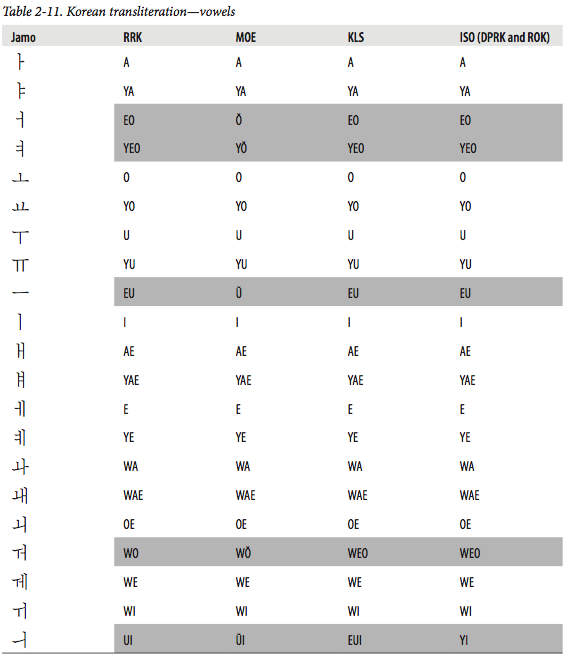 Table 2-11. Korean transliteration—vowels
Jamo RRK MOE KLS ISO (DPRK and ROK)
ㅏ A A A A
ㅑ YA YA YA YA
ㅓ EO Ŏ EO EO
ㅕ YEO YŎ YEO YEO
ㅗ O O O O
ㅛ YO YO YO YO
ㅜ U U U U
ㅠ YU YU YU YU
ㅡ EU Ŭ EU EU
ㅣ I I I I
ㅐ AE AE AE AE
ㅒ YAE YAE YAE YAE
ㅔ E E E E
ㅖ YE YE YE YE
ㅘ WA WA WA WA
ㅙ WAE WAE WAE WAE
ㅚ OE OE OE OE
ㅝ WO WŎ WEO WEO
ㅞ WE WE WE WE
ㅟ WI WI WI WI
ㅢ UI ŬI EUI YI